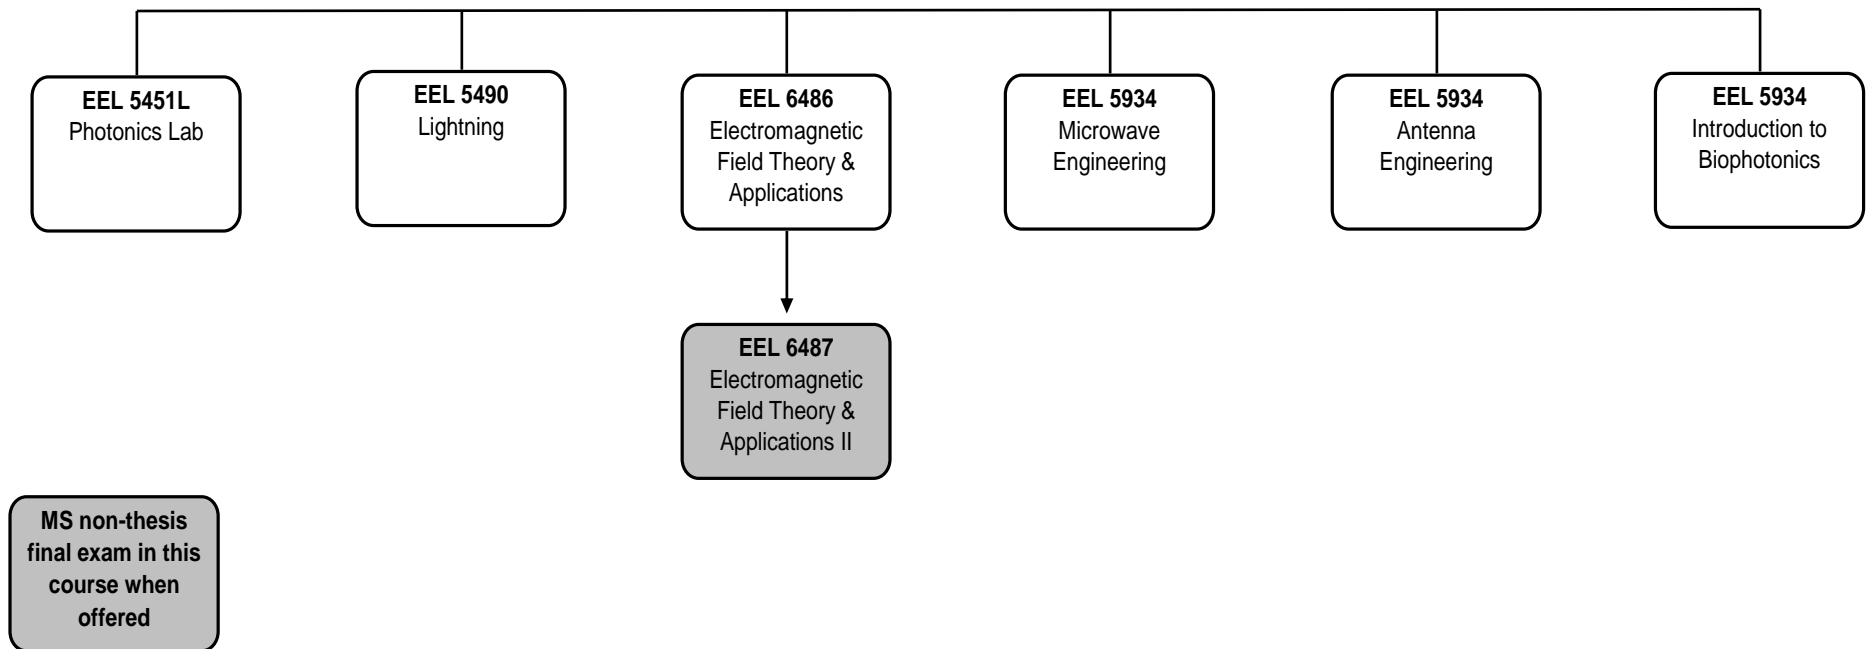 EEL 5451L
Photonics Lab
EEL 5490
Lightning
EEL 6486
Electromagnetic
Field Theory &
Applications
EEL 5934
Microwave
Engineering
EEL 5934
Antenna
Engineering
EEL 5934
Introduction to
Biophotonics
EEL 6487
Electromagnetic
Field Theory &
Applications II
MS non-thesis
final exam in this
course when
offered